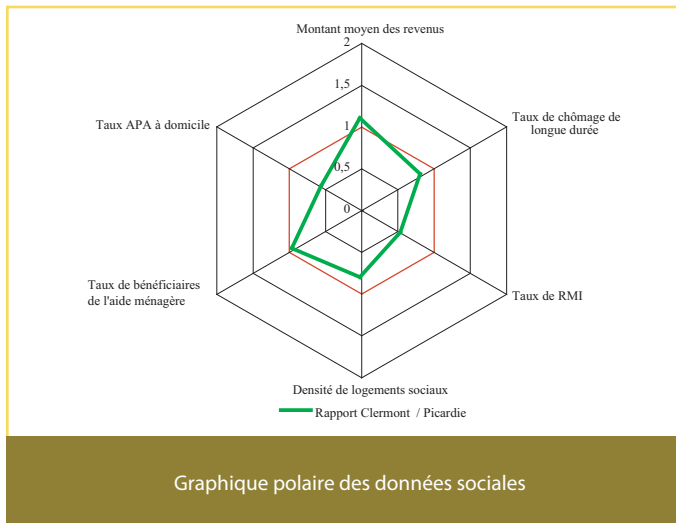 Montant moyen des revenus
2
1,5
Taux APA à domicile
Taux de chômage de
longue durée
1
0,5
0
Taux de bénéficiaires
de l'aide ménagère
Taux de RMI
Densité de logements sociaux
Rapport Clermont / Picardie
Graphique polaire des données sociales